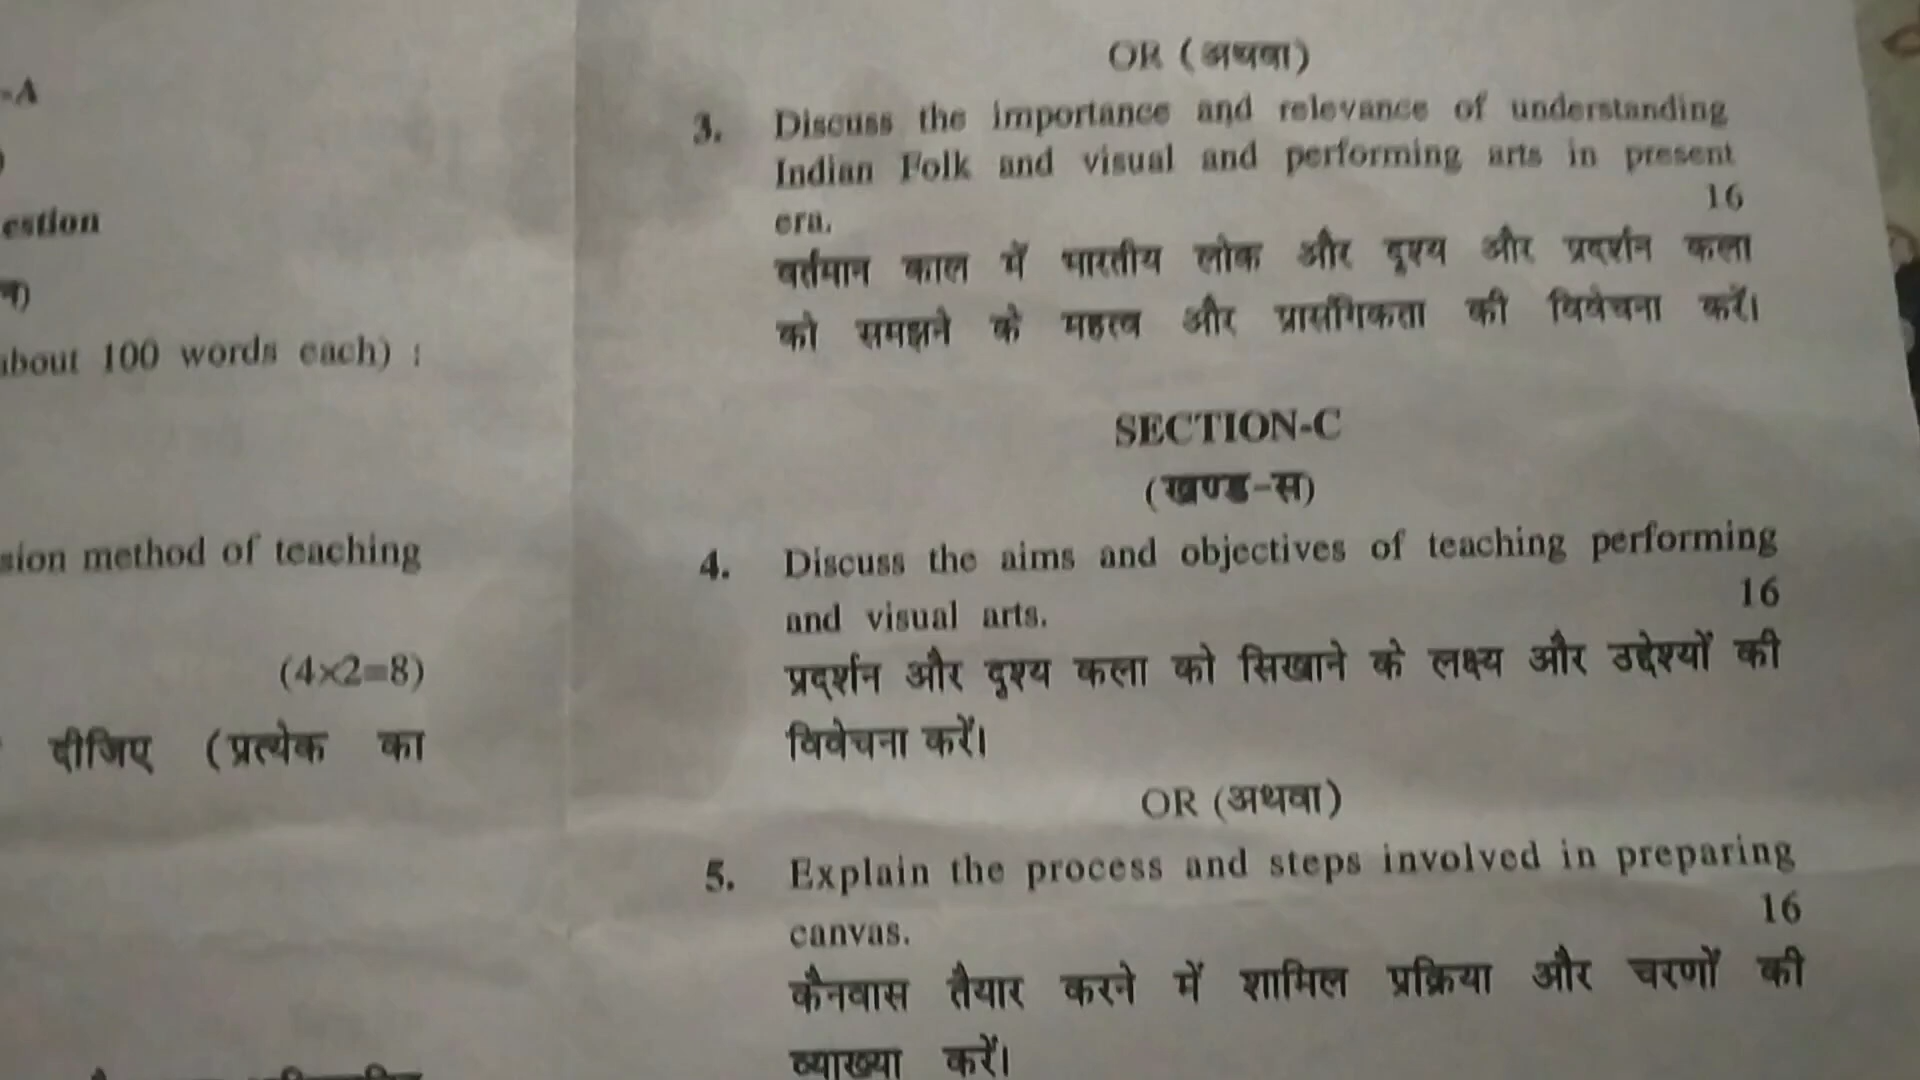 -A
estion
about 100 words each) :
sion method of teaching
(4×2=8)
दीजिए (प्रत्येक का
OR (अथवा)
3. Discuss the importance and relevance of understanding
Indian Folk and visual and performing arts in present
era. 16
वर्तमान काल में भारतीय लोक और दृश्य और प्रदर्शन कला
को समझने के महत्व और प्रासंगिकता की विवेचना करें।
SECTION-C
(खण्ड-स)
4. Discuss the aims and objectives of teaching performing
and visual arts. 16
प्रदर्शन और दृश्य कला को सिखाने के लक्ष्य और उद्देश्यों की
विवेचना करें।
OR (अथवा)
5. Explain the process and steps involved in preparing
canvas. 16
कैनवास तैयार करने में शामिल प्रक्रिया और चरणों की
व्याख्या करें।